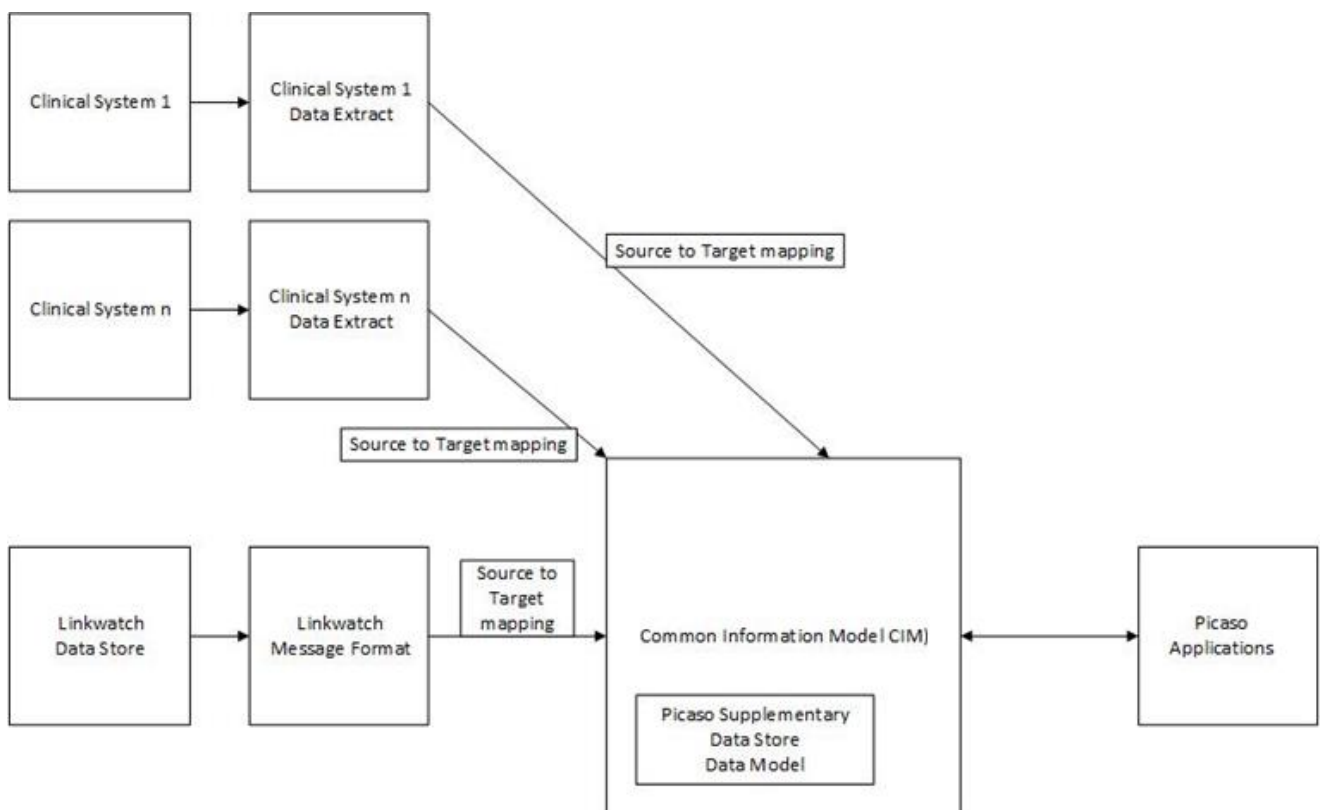 Clinical System 1
Clinical System 1
Data Extract
Source to Target mapping
Clinical System n
Clinical System n
Data Extract
Source to Target mapping
Linkwatch
Data Store
Linkwatch
Message Format
Source to
Target
mapping
Common Information Model CIM)
Picaso Supplementary
Data Store
Data Model
Picaso
Applications